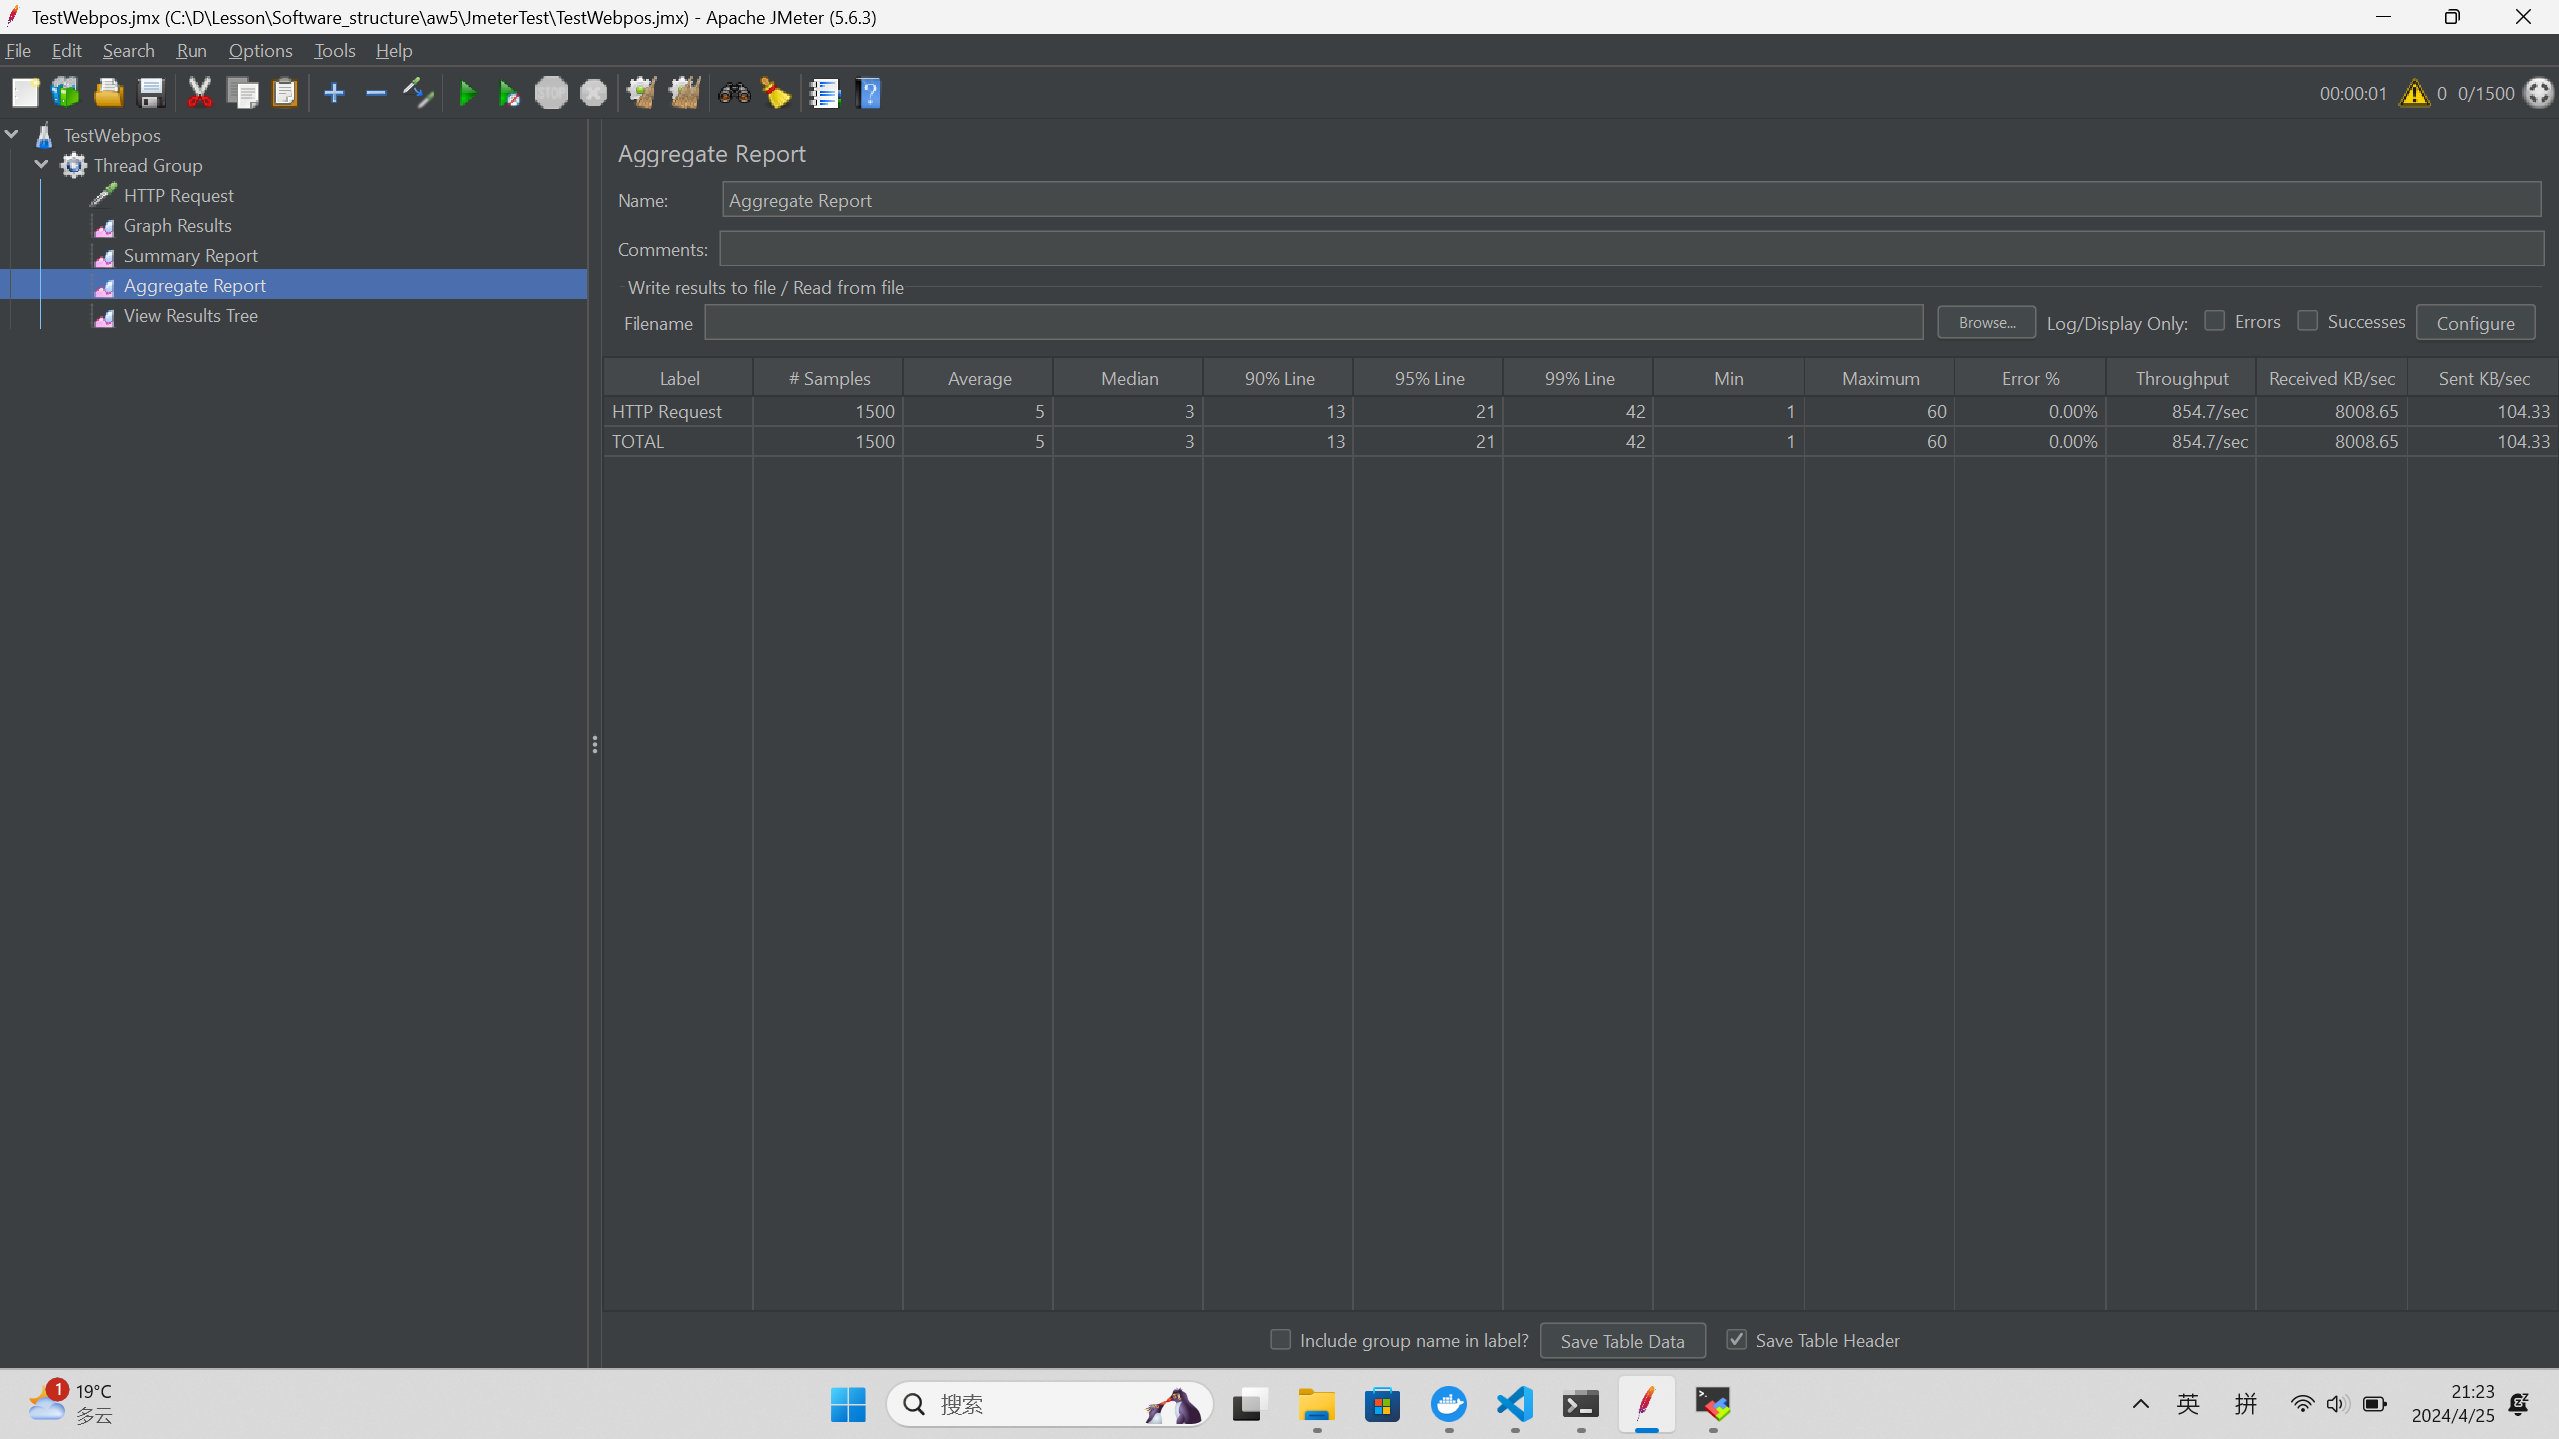 TestWebpos.jmx (C:\D\Lesson\Software_structure\aw5\JmeterTest\TestWebpos.jmx) - Apache JMeter (5.6.3)
File Edit Search Run Options Tools Help
STOP
00:00:01 0 0/1500
TestWebpos
Thread Group
HTTP Request
Graph Results
Summary Report
Aggregate Report
View Results Tree
Aggregate Report
Name: Aggregate Report
Comments:
Write results to file / Read from file
Filename Browse... Log/Display Only: Errors Successes Configure
Label # Samples Average Median 90% Line 95% Line 99% Line Min Maximum Error % Throughput Received KB/sec Sent KB/sec
HTTP Request 1500 5 3 13 21 42 1 60 0.00% 854.7/sec 8008.65 104.33
TOTAL 1500 5 3 13 21 42 1 60 0.00% 854.7/sec 8008.65 104.33
Include group name in label? Save Table Data Save Table Header
1 19°C
多云
搜索
英 拼
21:23
2024/4/25